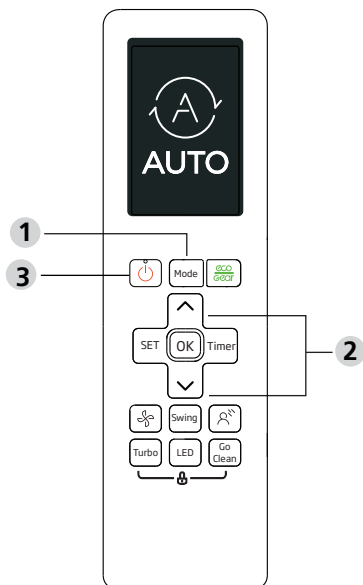 A
AUTO
1
3
Mode
eco
Gear
SET
OK
Timer
2
Swing
Turbo
LED
Go
Clean